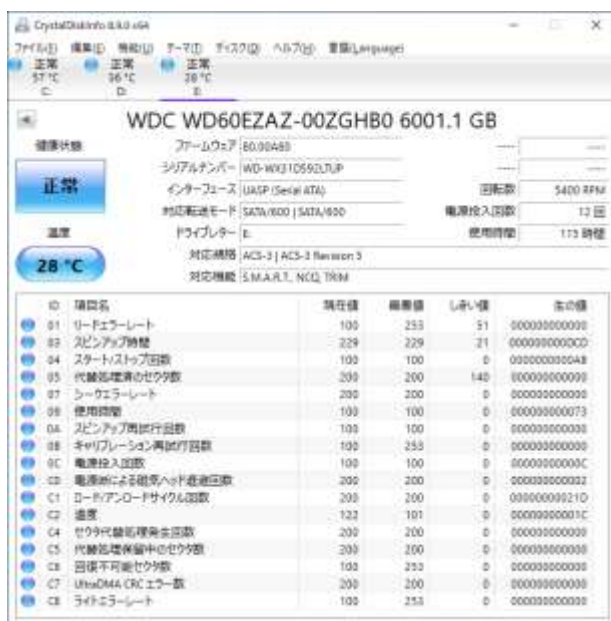 CrystalDiskInfo 8.9.0 x64
ファイル(F) 編集(E) 機能(U) テーマ(T) ディスク(D) ヘルプ(H) 言語(Language)
正常 正常 正常
57 °C 36 °C 28 °C
C: D: E:
WDC WD60EZAZ-00ZGHB0 6001.1 GB
健康状態 ファームウェア 80.00A80 ---- ----
正常 シリアルナンバー ---- ----
インターフェース UASP (Serial ATA) 回転数 5400 RPM
対応転送モード SATA/600 | SATA/600 電源投入回数 12 回
温度 ドライブレター E: 使用時間 115 時間
28 °C 対応規格 ACS-3 | ACS-3 Revision 5
対応機能 S.M.A.R.T., NCQ, TRIM
ID 項目名 現在値 最悪値 しきい値 生の値
01 リードエラーレート 100 253 51 000000000000
03 スピンアップ時間 229 229 21 000000000DCD
04 スタート/ストップ回数 100 100 0 0000000000AB
05 代替処理済のセクタ数 200 200 140 000000000000
07 シークエラーレート 200 200 0 000000000000
09 使用時間 100 100 0 000000000073
0A スピンアップ再試行回数 100 100 0 000000000000
0B キャリブレーション再試行回数 100 253 0 000000000000
0C 電源投入回数 100 100 0 00000000000C
C0 電源断による磁気ヘッド退避回数 200 200 0 000000000002
C1 ロード/アンロードサイクル回数 200 200 0 00000000021D
C2 温度 122 101 0 00000000001C
C4 セクタ代替処理発生回数 200 200 0 000000000000
C5 代替処理保留中のセクタ数 200 200 0 000000000000
C6 回復不可能セクタ数 100 253 0 000000000000
C7 UltraDMA CRC エラー数 200 200 0 000000000000
C8 ライトエラーレート 100 253 0 000000000000